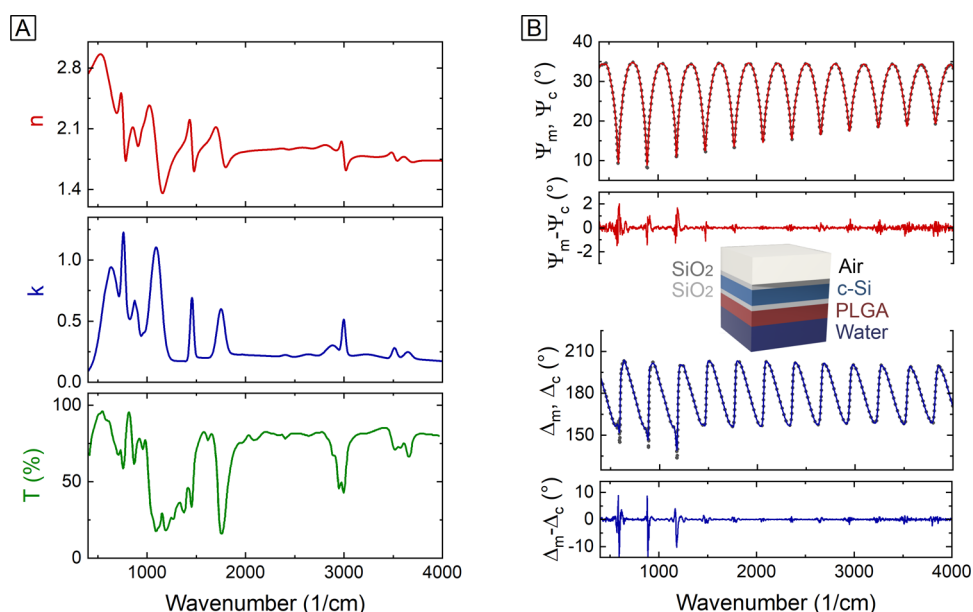 A
n
2.8
2.1
1.4
k
1.0
0.5
0.0
T (%)
100
50
0
1000 2000 3000 4000
Wavenumber (1/cm)
B
Ψm, Ψc (°)
40
30
20
10
Ψm-Ψc (°)
2
0
-2
SiO2 Air
SiO2 c-Si
PLGA
Water
Δm, Δc (°)
210
180
150
Δm-Δc (°)
10
0
-10
1000 2000 3000 4000
Wavenumber (1/cm)